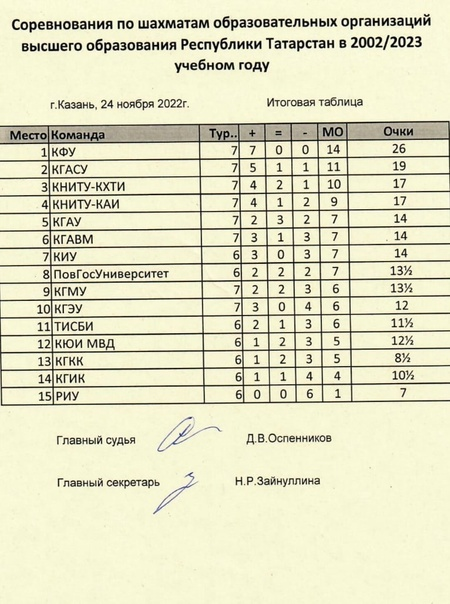 Соревнования по шахматам образовательных организаций
высшего образования Республики Татарстан в 2002/2023
учебном году
г.Казань, 24 ноября 2022г. Итоговая таблица
Место Команда Тур.. + = - МО Очки
1 КФУ 7 7 0 0 14 26
2 КГАСУ 7 5 1 1 11 19
3 КНИТУ-КХТИ 7 4 2 1 10 17
4 КНИТУ-КАИ 7 4 1 2 9 17
5 КГАУ 7 2 3 2 7 14
6 КГАВМ 7 3 1 3 7 14
7 КИУ 6 3 0 3 7 14
8 ПовГосУниверситет 6 2 2 2 7 13½
9 КГМУ 7 2 2 3 6 13½
10 КГЭУ 7 3 0 4 6 12
11 ТИСБИ 6 2 1 3 6 11½
12 КЮИ МВД 6 1 2 3 5 12½
13 КГКК 6 1 2 3 5 8½
14 КГИК 6 1 1 4 4 10½
15 РИУ 6 0 0 6 1 7
Главный судья Д.В.Оспенников
Главный секретарь Н.Р.Зайнуллина